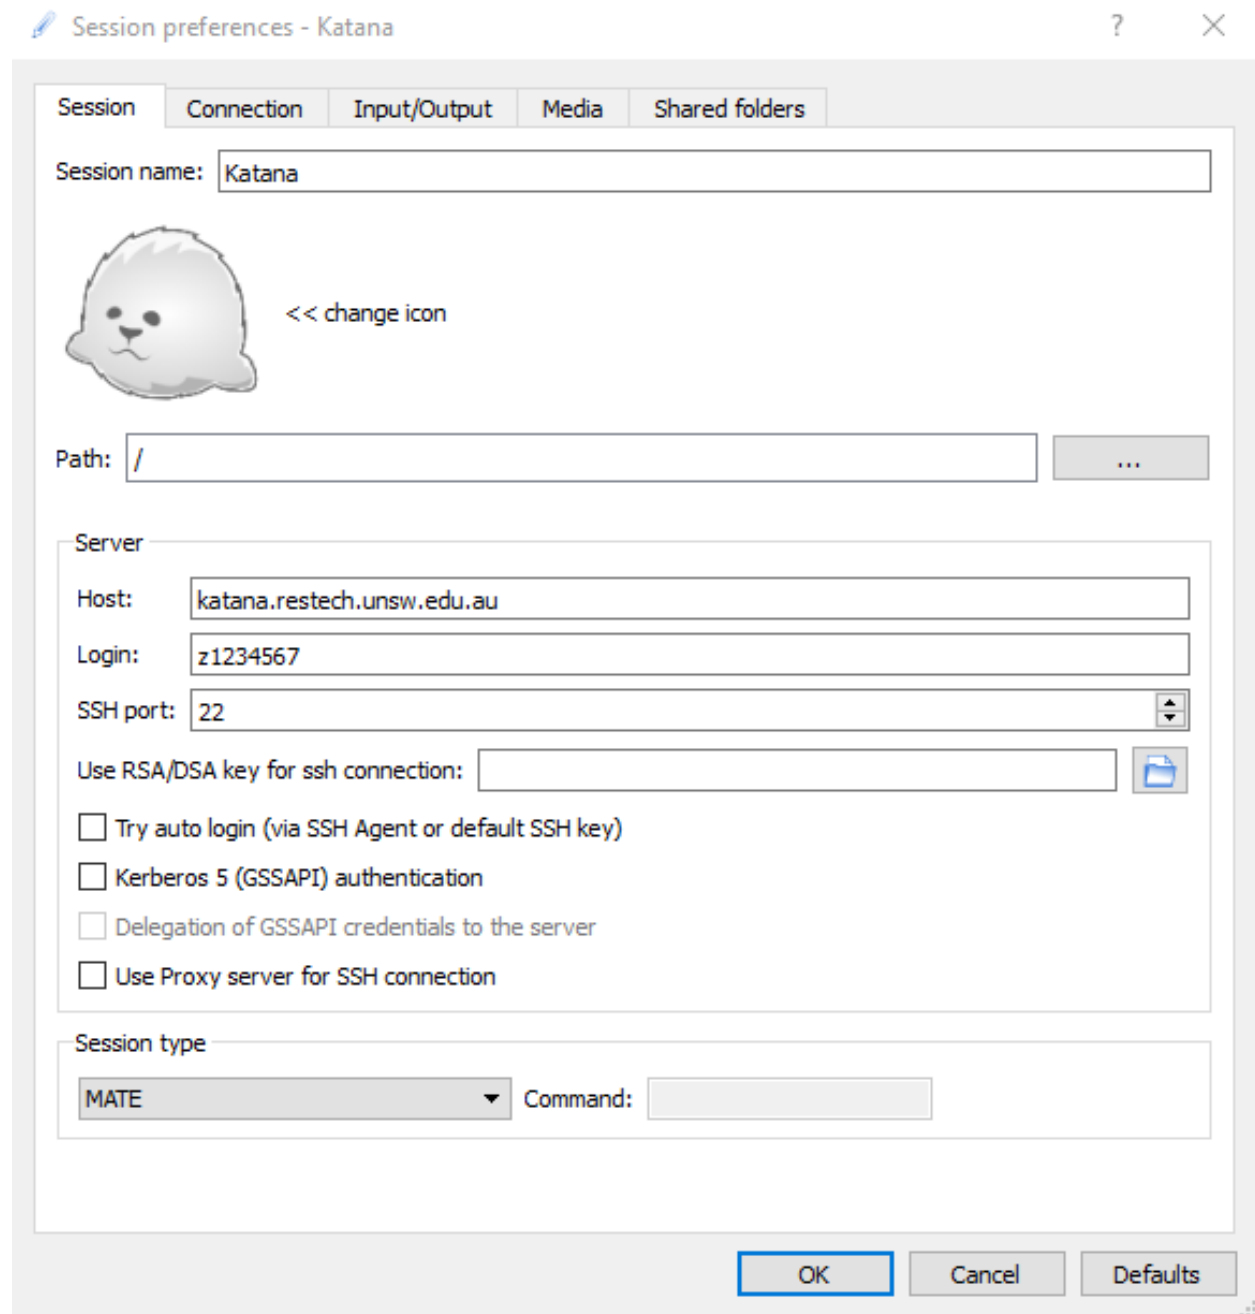 Session preferences - Katana ?
Session Connection Input/Output Media Shared folders
Session name: Katana
<< change icon
Path: / ...
Server
Host: katana.restech.unsw.edu.au
Login: z1234567
SSH port: 22
Use RSA/DSA key for ssh connection:
Try auto login (via SSH Agent or default SSH key)
Kerberos 5 (GSSAPI) authentication
Delegation of GSSAPI credentials to the server
Use Proxy server for SSH connection
Session type
MATE Command:
OK Cancel Defaults